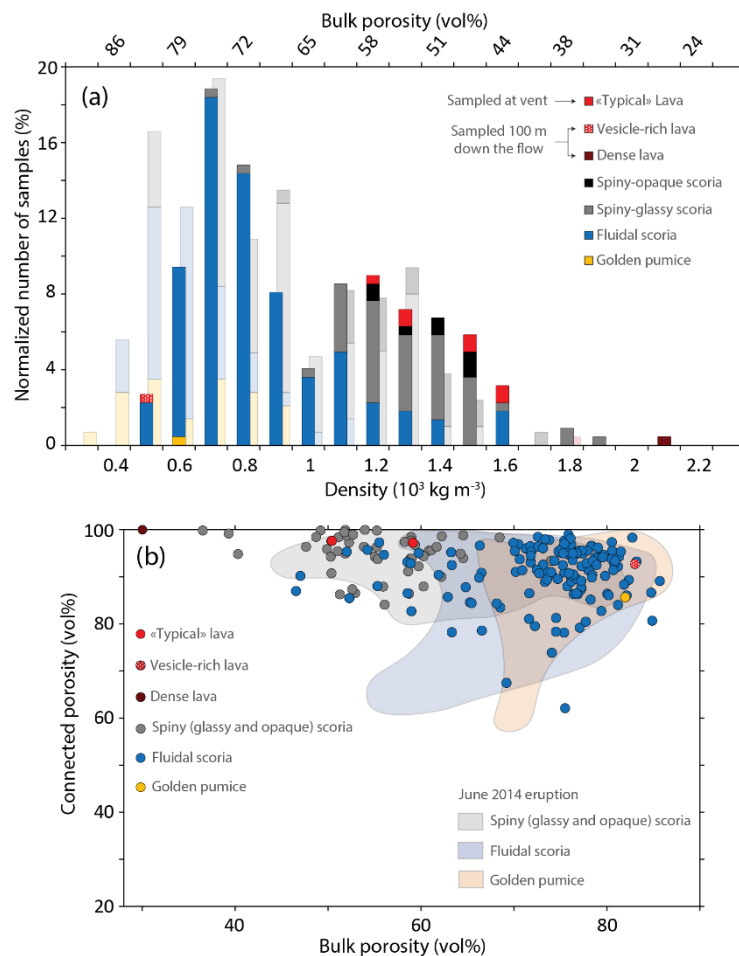 Bulk porosity (vol%)
86 79 72 65 58 51 44 38 31 24
(a)
Normalized number of samples (%)
20
16
12
8
4
0
Sampled at vent
Sampled 100 m
down the flow
«Typical» Lava
Vesicle-rich lava
Dense lava
Spiny-opaque scoria
Spiny-glassy scoria
Fluidal scoria
Golden pumice
0.4 0.6 0.8 1 1.2 1.4 1.6 1.8 2 2.2
Density (10³ kg m⁻³)
(b)
Connected porosity (vol%)
100
80
60
40
20
«Typical» lava
Vesicle-rich lava
Dense lava
Spiny (glassy and opaque) scoria
Fluidal scoria
Golden pumice
June 2014 eruption
Spiny (glassy and opaque) scoria
Fluidal scoria
Golden pumice
40 60 80
Bulk porosity (vol%)